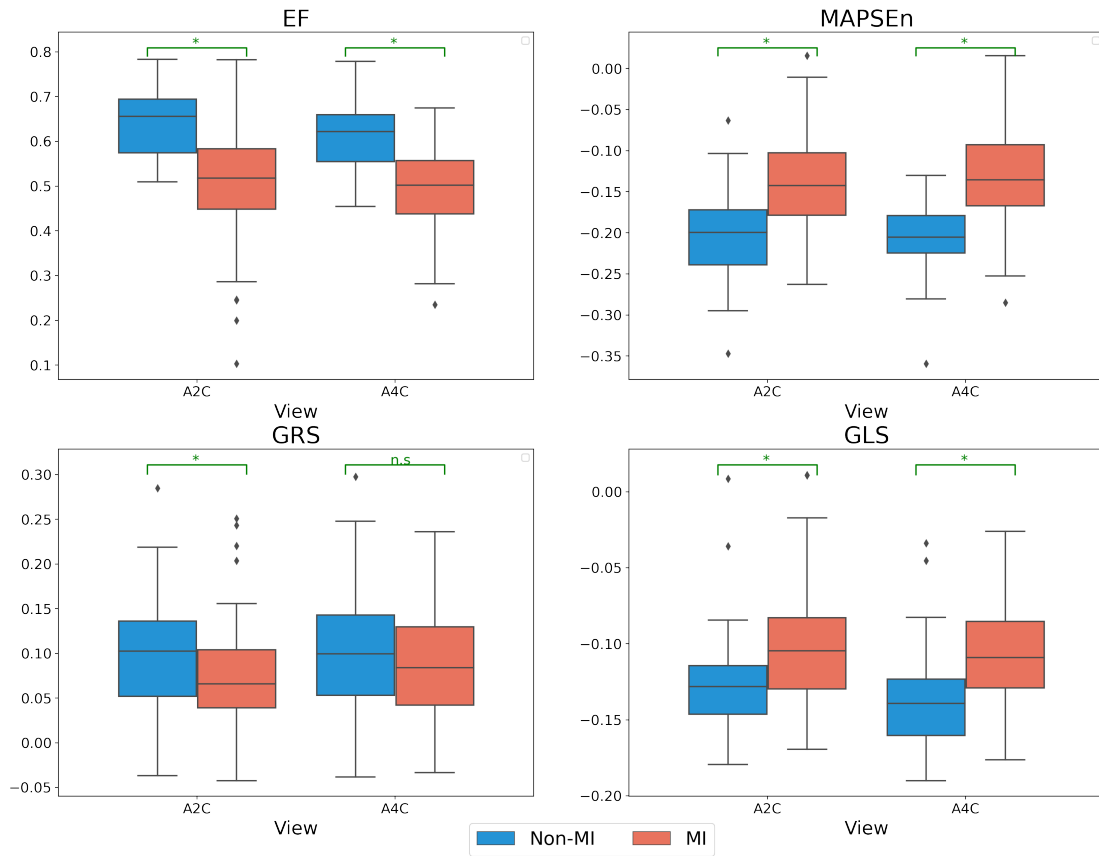 EF
*
*
0.8
0.7
0.6
0.5
0.4
0.3
0.2
0.1
A2C
A4C
View
MAPSEn
*
*
0.00
−0.05
−0.10
−0.15
−0.20
−0.25
−0.30
−0.35
A2C
A4C
View
GRS
*
n.s
0.30
0.25
0.20
0.15
0.10
0.05
0.00
−0.05
A2C
A4C
View
GLS
*
*
0.00
−0.05
−0.10
−0.15
−0.20
A2C
A4C
View
Non-MI
MI